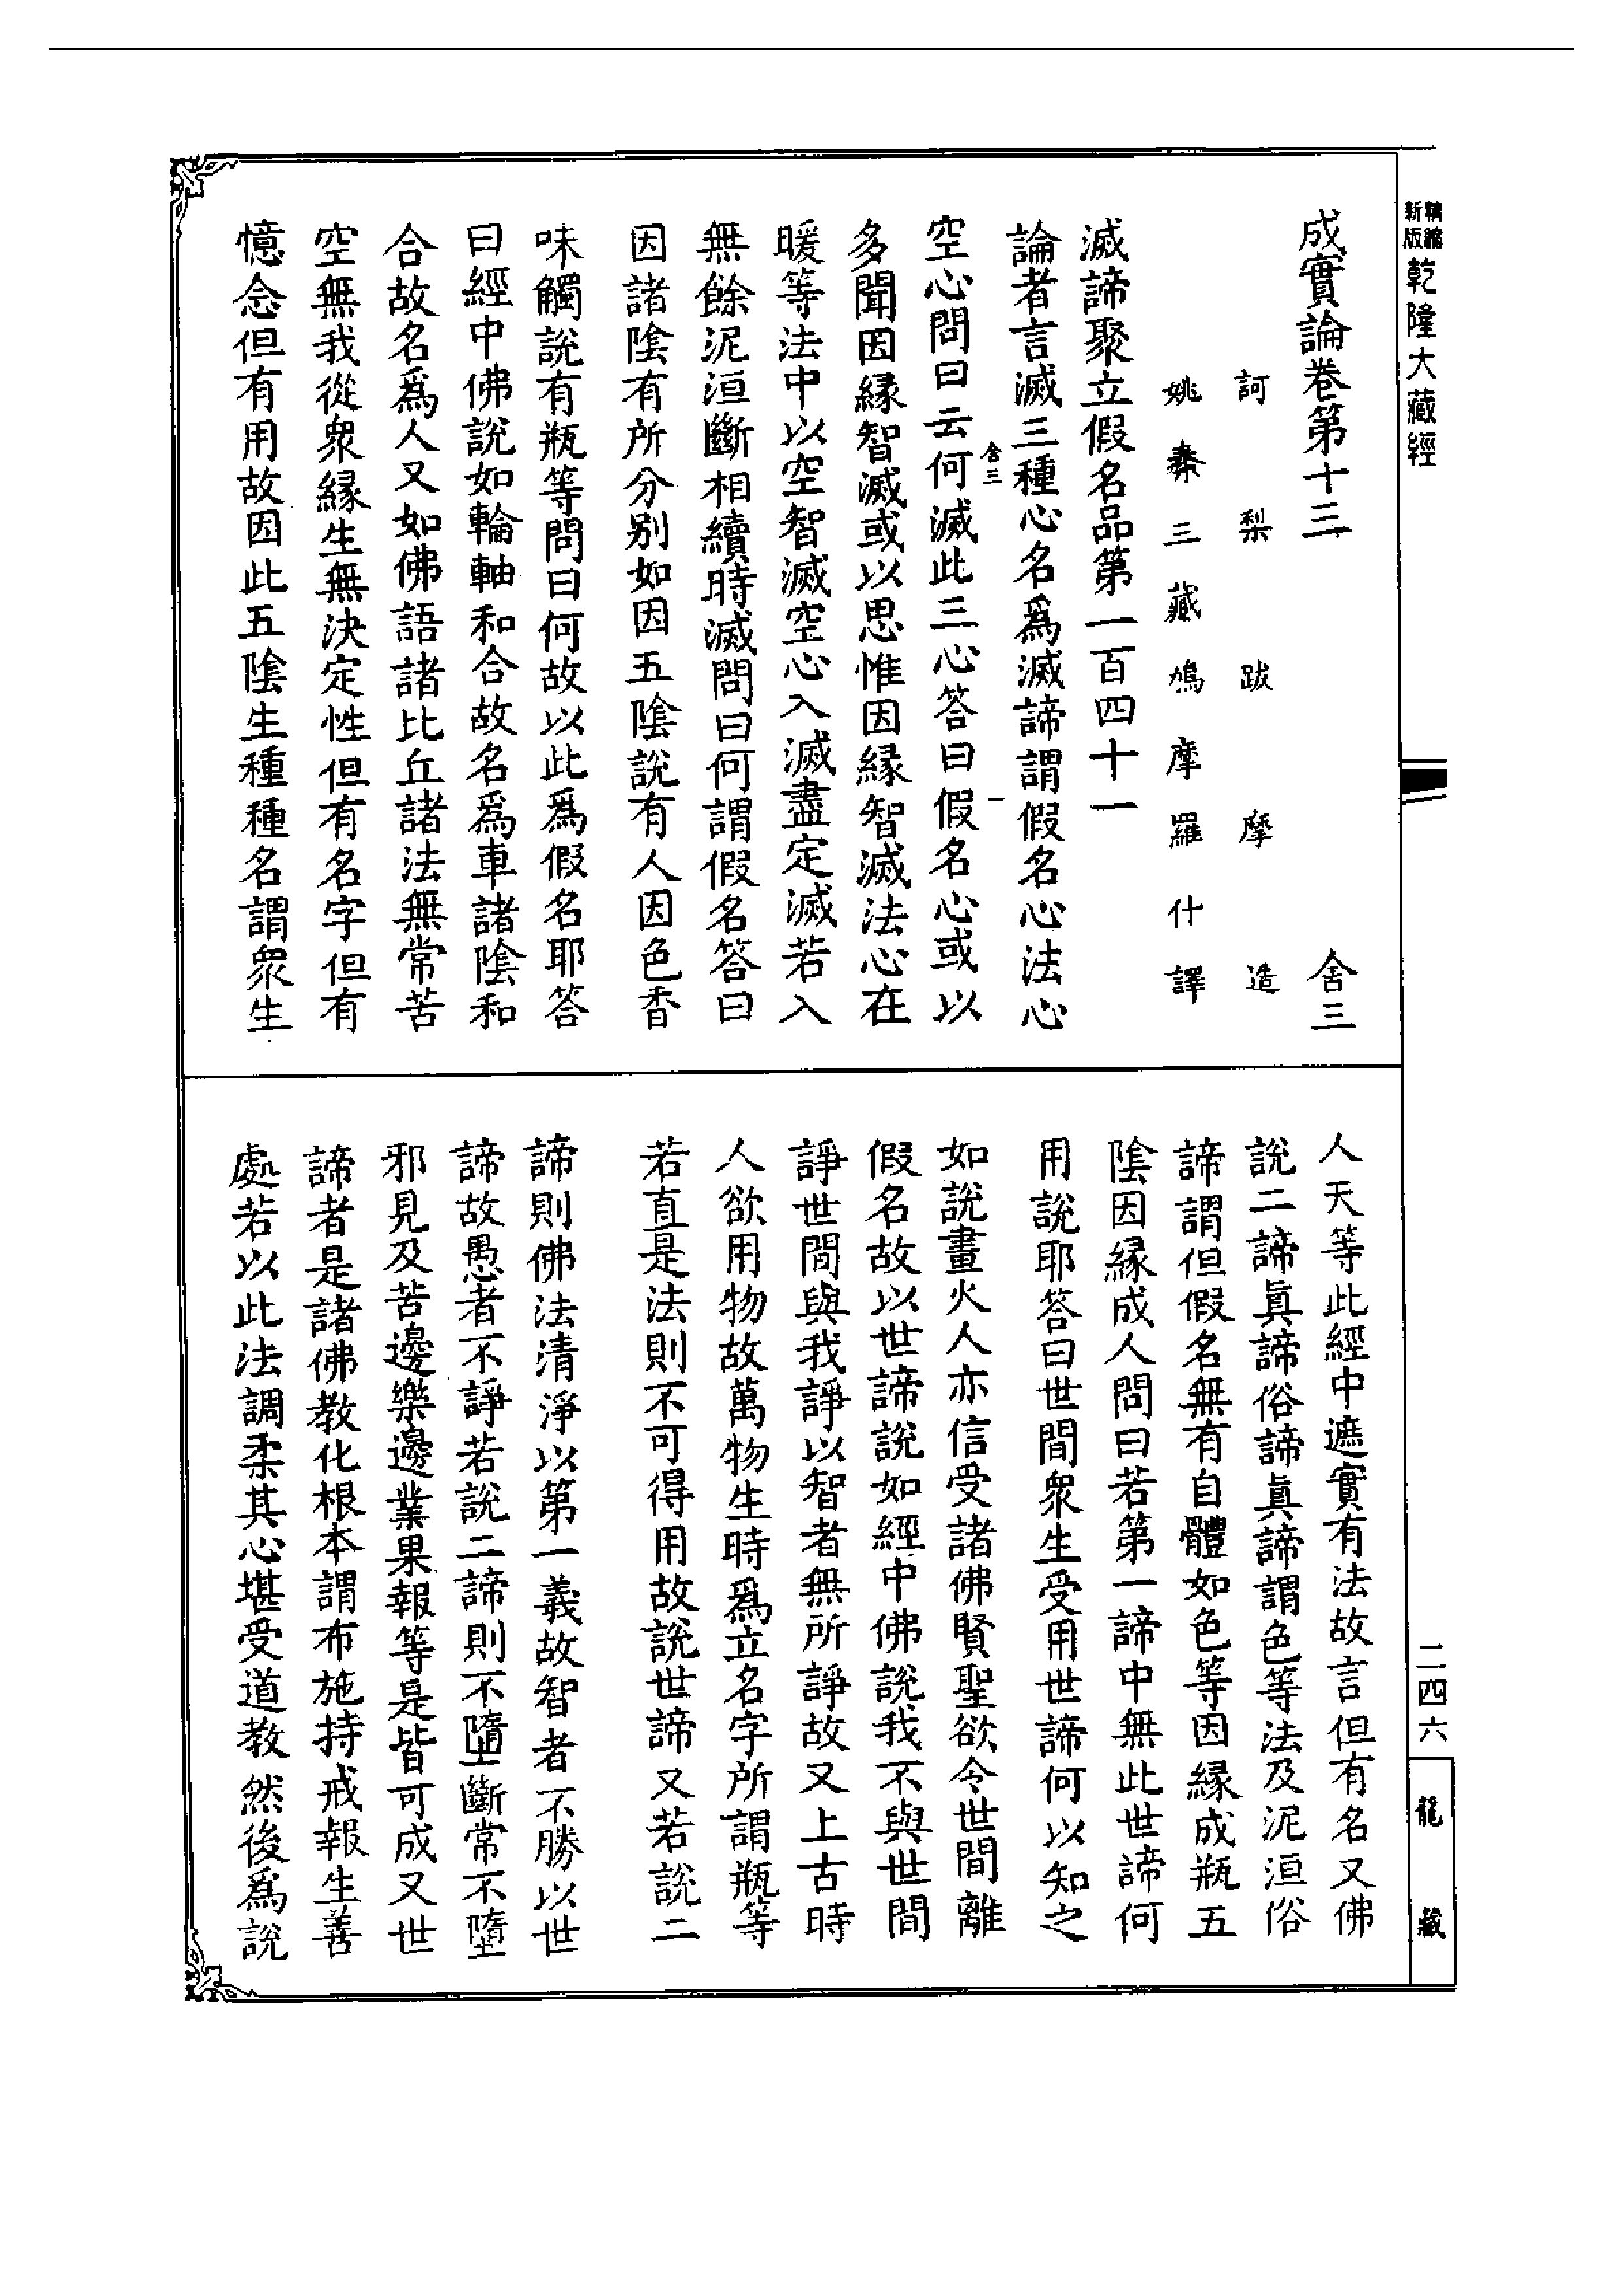 精縮新版乾隆大藏經
成實論卷第十三 舍三
訶梨跋摩造
姚秦三藏鳩摩羅什譯
滅諦聚立假名品第一百四十一
論者言滅三種心名爲滅諦謂假名心法心
舍三 一
空心問曰云何滅此三心答曰假名心或以
多聞因緣智滅或以思惟因緣智滅法心在
暖等法中以空智滅空心入滅盡定滅若入
無餘泥洹斷相續時滅問曰何謂假名答曰
因諸陰有所分別如因五陰說有人因色香
味觸說有瓶等問曰何故以此爲假名耶答
曰經中佛說如輪軸和合故名爲車諸陰和
合故名爲人又如佛語諸比丘諸法無常苦
空無我從衆緣生無決定性但有名字但有
憶念但有用故因此五陰生種種名謂衆生
人天等此經中遮實有法故言但有名又佛
說二諦眞諦俗諦眞諦謂色等法及泥洹俗
諦謂但假名無有自體如色等因緣成瓶五
陰因緣成人問曰若第一諦中無此世諦何
用說耶答曰世間衆生受用世諦何以知之
如說畫火人亦信受諸佛賢聖欲令世間離
假名故以世諦說如經中佛說我不與世間
諍世間與我諍以智者無所諍故又上古時
人欲用物故萬物生時爲立名字所謂瓶等
若直是法則不可得用故說世諦又若說二
諦則佛法清淨以第一義故智者不勝以世
諦故愚者不諍若說二諦則不墮斷常不墮
邪見及苦邊樂邊業果報等是皆可成又世
諦者是諸佛教化根本謂布施持戒報生善
處若以此法調柔其心堪受道教然後爲說
二四六
龍藏